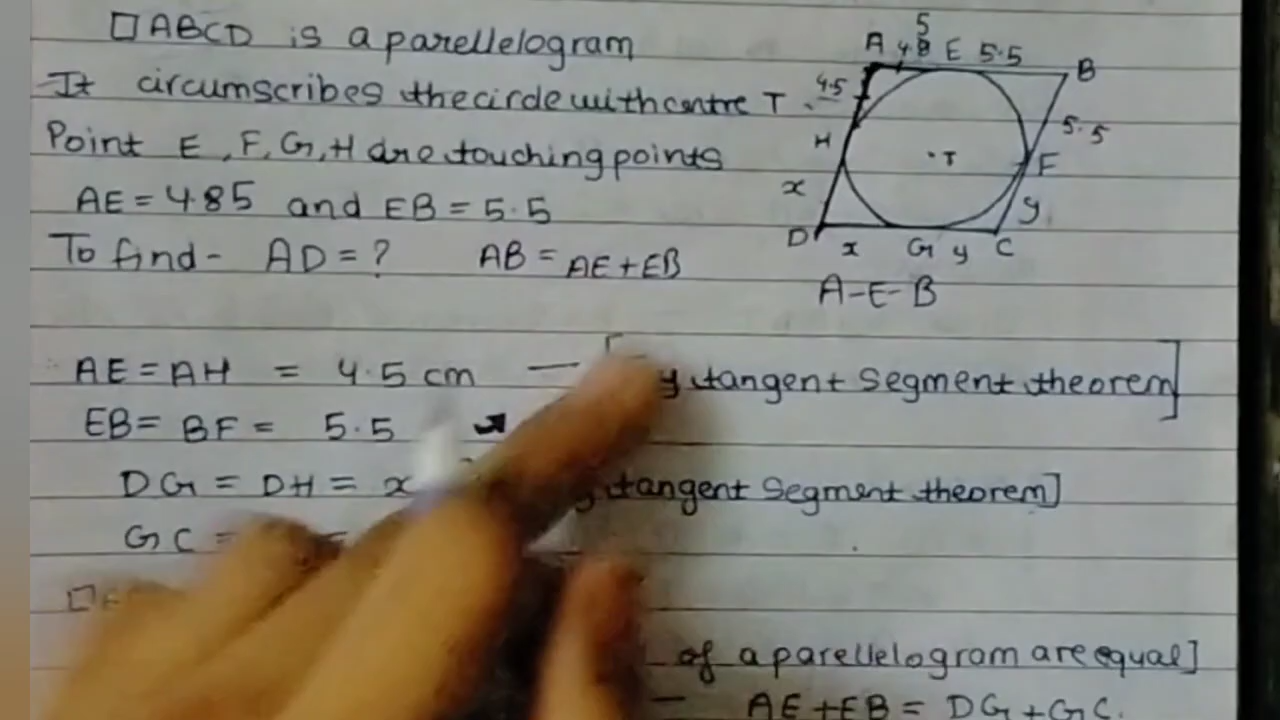 □ABCD is a parellelogram
It circumscribes the circle with centre T.
Point E, F, G, H are touching points
AE = 4.85 and EB = 5.5
To find - AD = ? AB = AE+EB
5
A 4.8 E 5.5 B
4.5
5.5
H T F
x y
D x G y C
A-E-B
AE = AH = 4.5 cm — tangent segment theorem]
EB = BF = 5.5
DG = DH = x tangent segment theorem]
GC =
of a parellelogram are equal]
— AE+EB = DG+GC.